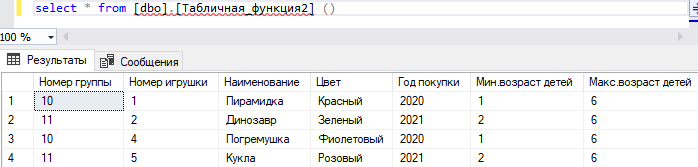 select * from [dbo].[Табличная_функция2] ()
100 %
Результаты Сообщения
Номер группы Номер игрушки Наименование Цвет Год покупки Мин.возраст детей Макс.возраст детей
1 10 1 Пирамидка Красный 2020 1 6
2 11 2 Динозавр Зеленый 2021 2 6
3 10 4 Погремушка Фиолетовый 2020 1 6
4 11 5 Кукла Розовый 2021 2 6